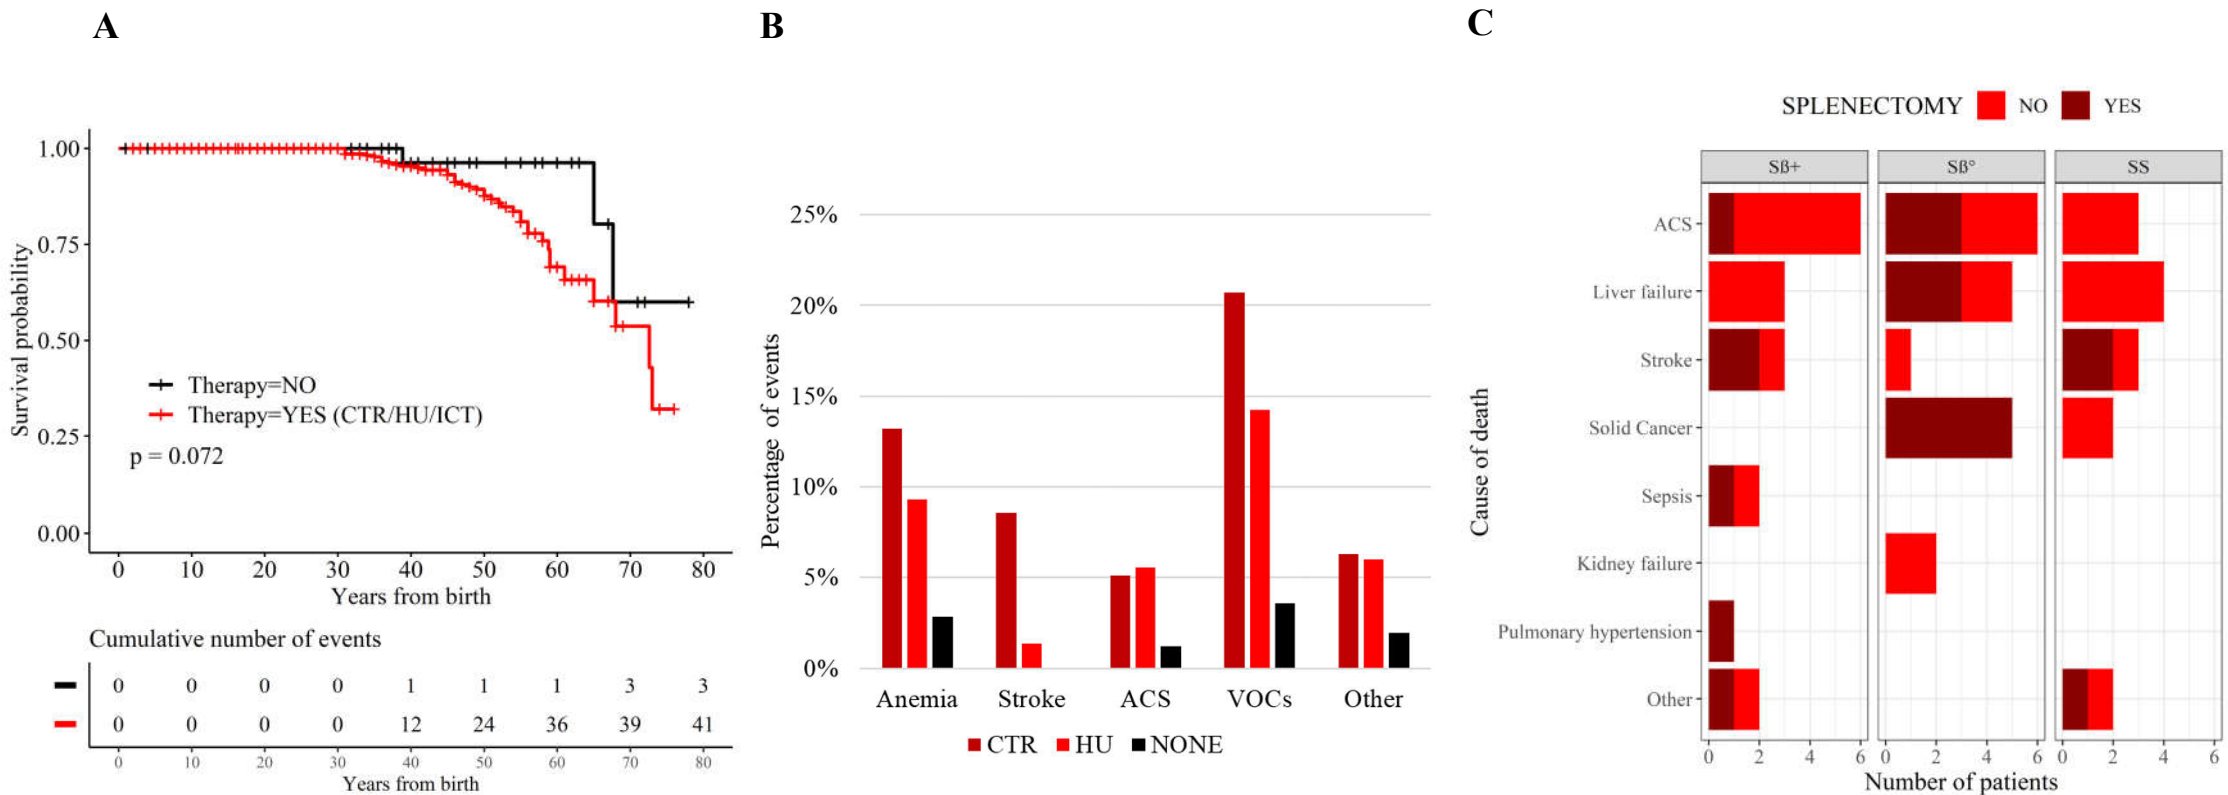 A
1.00
0.75
0.50
0.25
0.00
Survival probability
Therapy=NO
Therapy=YES (CTR/HU/ICT)
p = 0.072
0 10 20 30 40 50 60 70 80
Years from birth
Cumulative number of events
0 0 0 0 1 1 1 3 3
0 0 0 0 12 24 36 39 41
0 10 20 30 40 50 60 70 80
Years from birth
B
Percentage of events
25%
20%
15%
10%
5%
0%
Anemia Stroke ACS VOCs Other
CTR HU NONE
C
SPLENECTOMY NO YES
Sß+ Sß° SS
Cause of death
ACS
Liver failure
Stroke
Solid Cancer
Sepsis
Kidney failure
Pulmonary hypertension
Other
0 2 4 6 0 2 4 6 0 2 4 6
Number of patients